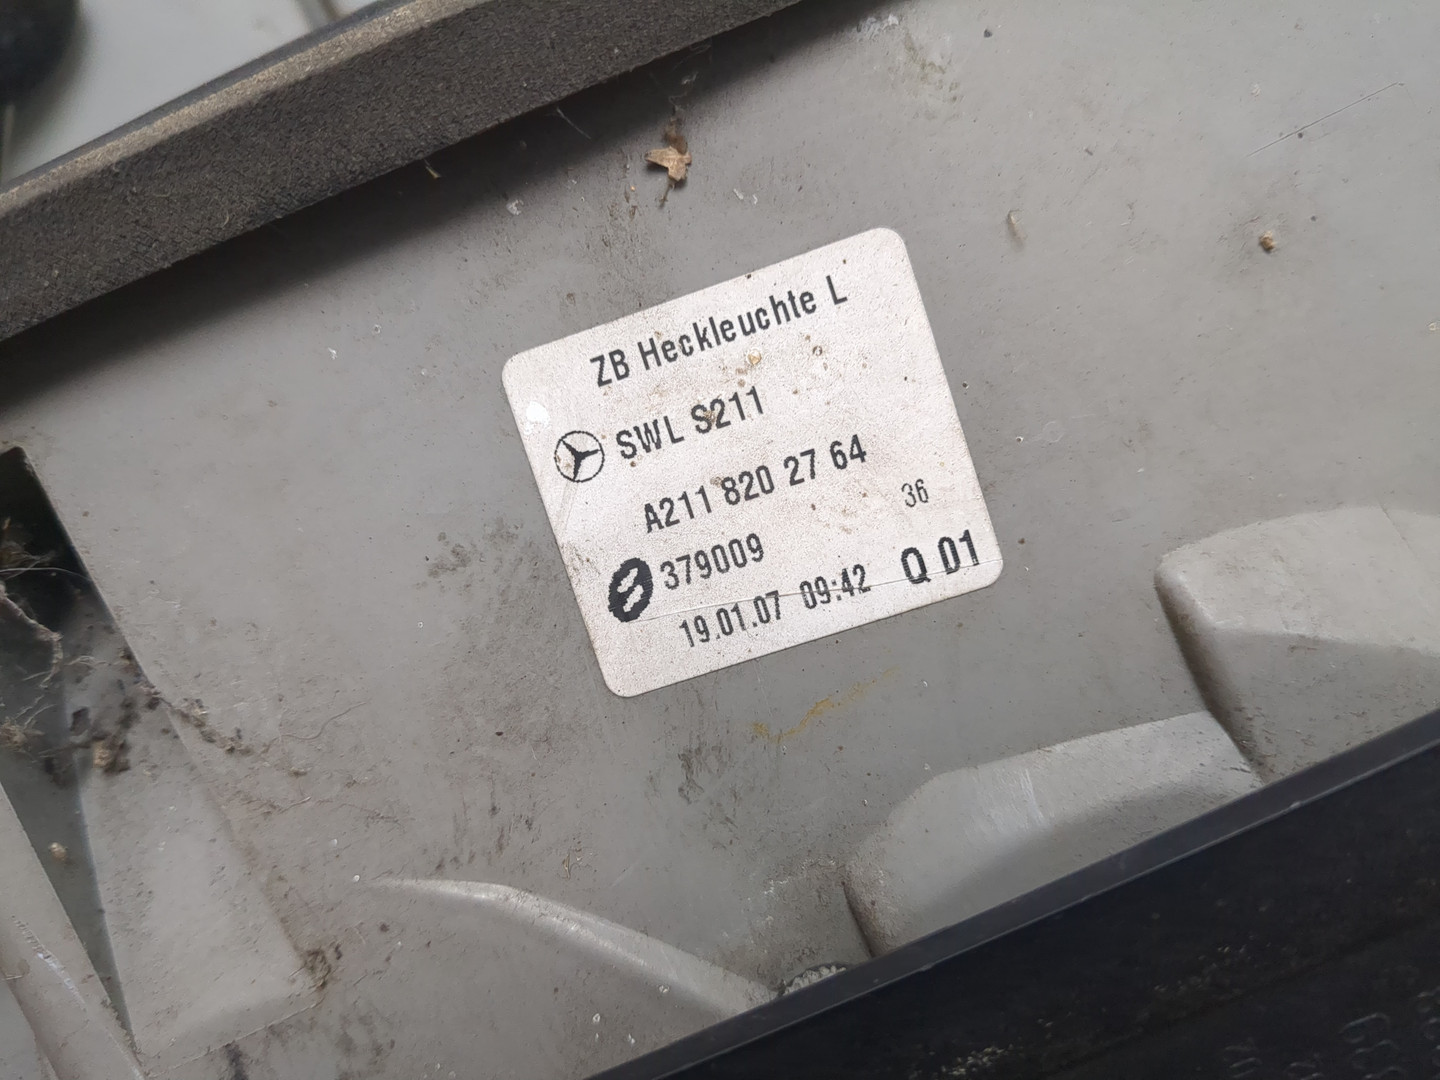 ZB Heckleuchte L
SWL S211
A211 820 27 64
36
379009
19.01.07 09:42 Q 01